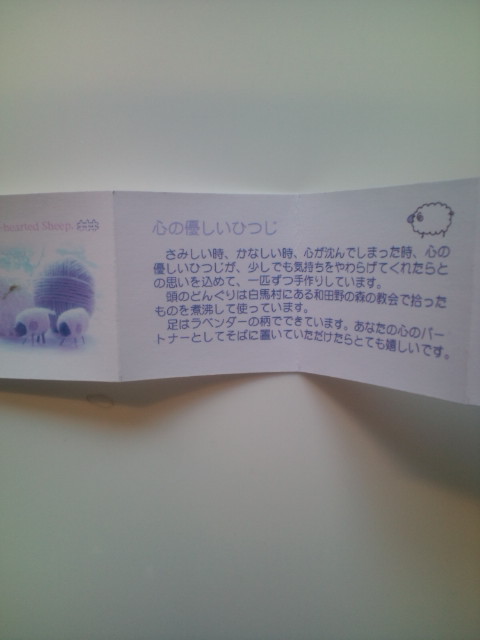 hearted Sheep.
心の優しいひつじ
さみしい時、かなしい時、心が沈んでしまった時、心の
優しいひつじが、少しでも気持ちをやわらげてくれたらと
の思いを込めて、一匹ずつ手作りしています。
頭のどんぐりは白馬村にある和田野の森の教会で拾った
ものを煮沸して使っています。
足はラベンダーの柄でできています。あなたの心のパー
トナーとしてそばに置いていただけたらとても嬉しいです。